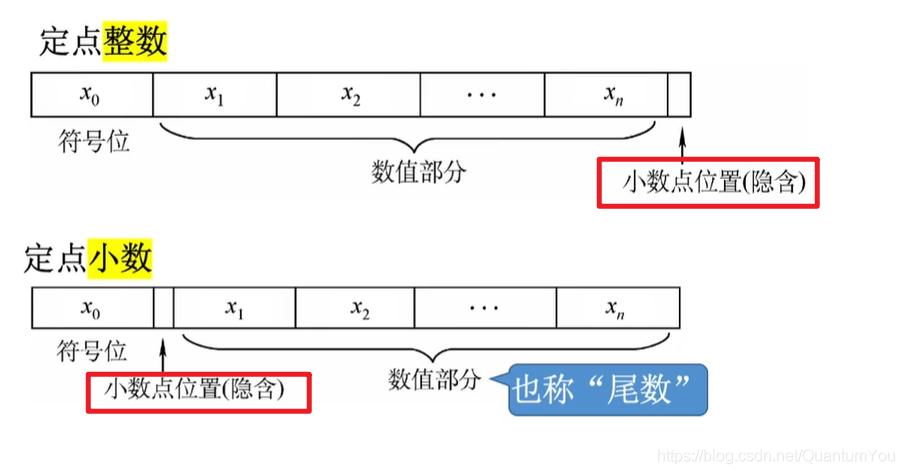 定点整数
x₀ x₁ x₂ ··· xₙ
符号位
数值部分
小数点位置(隐含)
定点小数
x₀ x₁ x₂ ··· xₙ
符号位
小数点位置(隐含)
数值部分
也称“尾数”
https://blog.csdn.net/QuantumYou